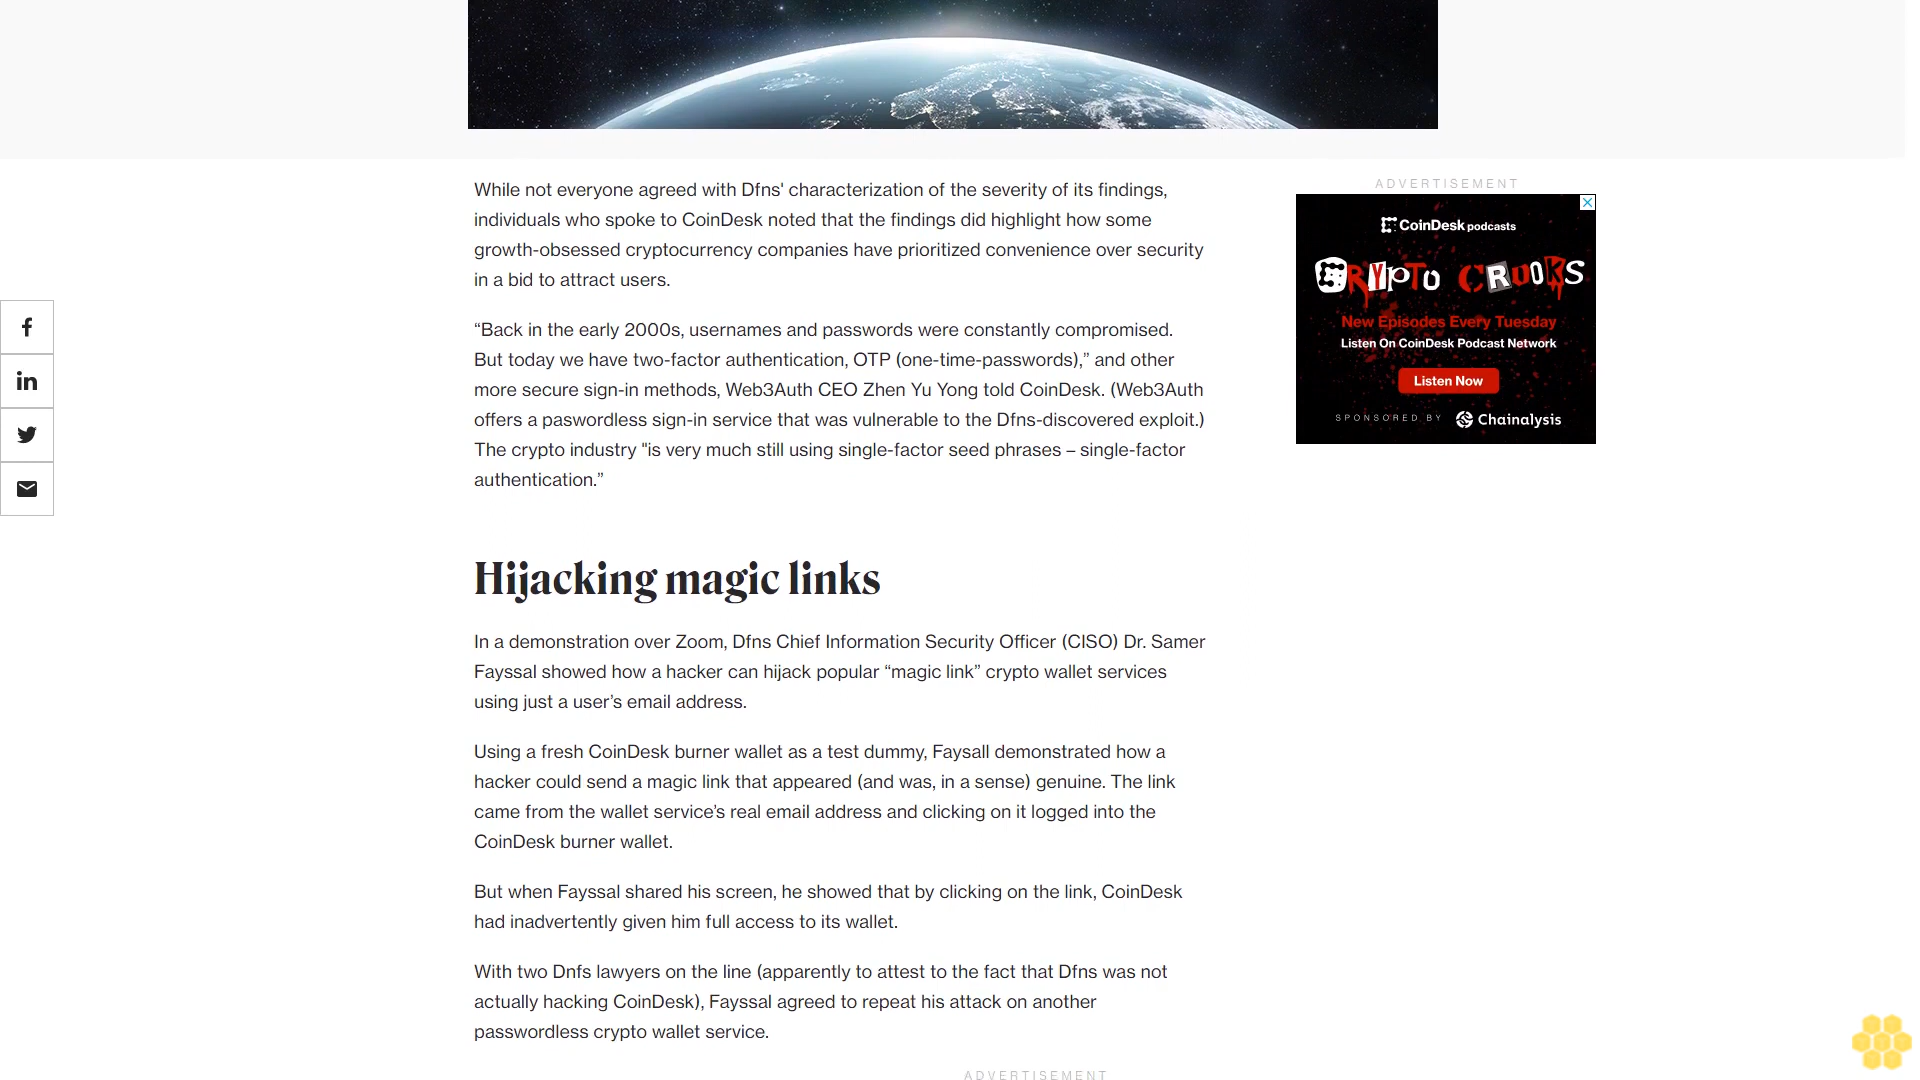 While not everyone agreed with Dfns' characterization of the severity of its findings,
individuals who spoke to CoinDesk noted that the findings did highlight how some
growth-obsessed cryptocurrency companies have prioritized convenience over security
in a bid to attract users.
“Back in the early 2000s, usernames and passwords were constantly compromised.
But today we have two-factor authentication, OTP (one-time-passwords),” and other
more secure sign-in methods, Web3Auth CEO Zhen Yu Yong told CoinDesk. (Web3Auth
offers a paswordless sign-in service that was vulnerable to the Dfns-discovered exploit.)
The crypto industry "is very much still using single-factor seed phrases – single-factor
authentication.”
Hijacking magic links
In a demonstration over Zoom, Dfns Chief Information Security Officer (CISO) Dr. Samer
Fayssal showed how a hacker can hijack popular “magic link” crypto wallet services
using just a user’s email address.
Using a fresh CoinDesk burner wallet as a test dummy, Faysall demonstrated how a
hacker could send a magic link that appeared (and was, in a sense) genuine. The link
came from the wallet service’s real email address and clicking on it logged into the
CoinDesk burner wallet.
But when Fayssal shared his screen, he showed that by clicking on the link, CoinDesk
had inadvertently given him full access to its wallet.
With two Dnfs lawyers on the line (apparently to attest to the fact that Dfns was not
actually hacking CoinDesk), Fayssal agreed to repeat his attack on another
passwordless crypto wallet service.
ADVERTISEMENT
CoinDesk podcasts
CRYPTO CROOKS
New Episodes Every Tuesday
Listen On CoinDesk Podcast Network
Listen Now
SPONSORED BY Chainalysis
ADVERTISEMENT